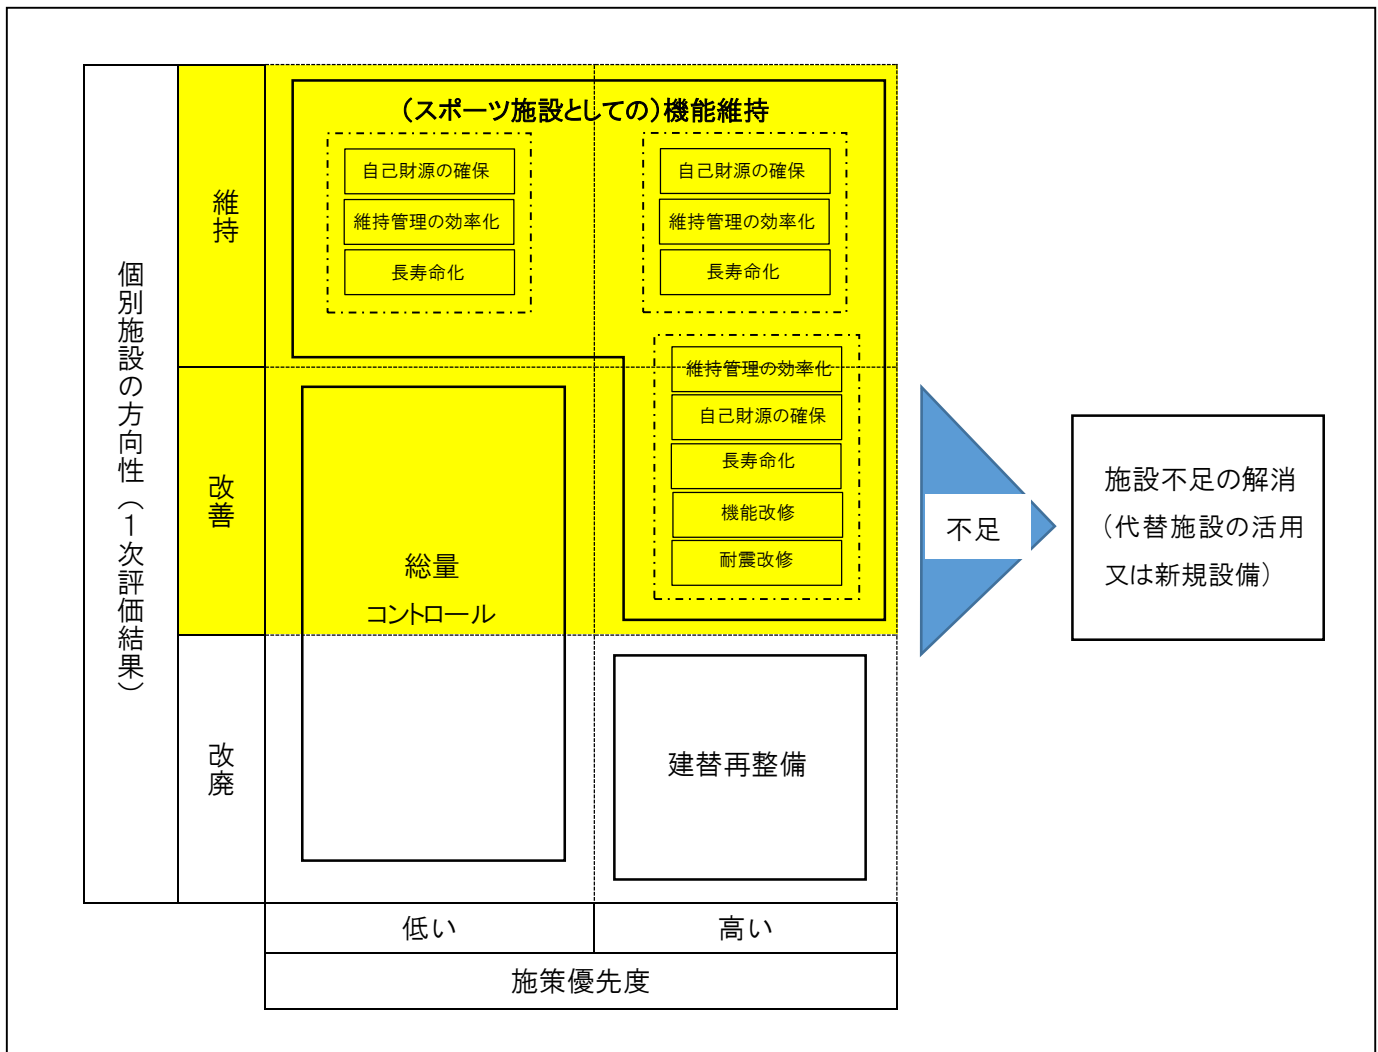 個別施設の方向性（１次評価結果）
維持
改善
改廃
（スポーツ施設としての）機能維持
自己財源の確保
維持管理の効率化
長寿命化
自己財源の確保
維持管理の効率化
長寿命化
維持管理の効率化
自己財源の確保
長寿命化
機能改修
耐震改修
総量
コントロール
建替再整備
低い
高い
施策優先度
不足
施設不足の解消
（代替施設の活用
又は新規設備）